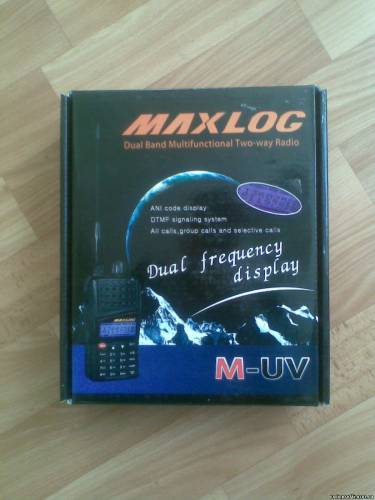 MAXLOG
Dual Band Multifunctional Two-way Radio
ANI code display
DTMF signaling system
All calls,group calls and selective calls
Dual frequency
display
MAXLOG
M-UV